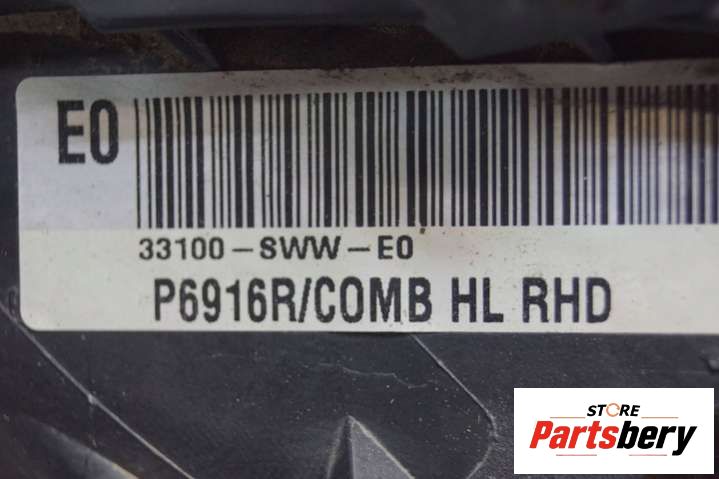 E0
33100-SWW-E0
P6916R/COMB HL RHD
STORE
Partsbery